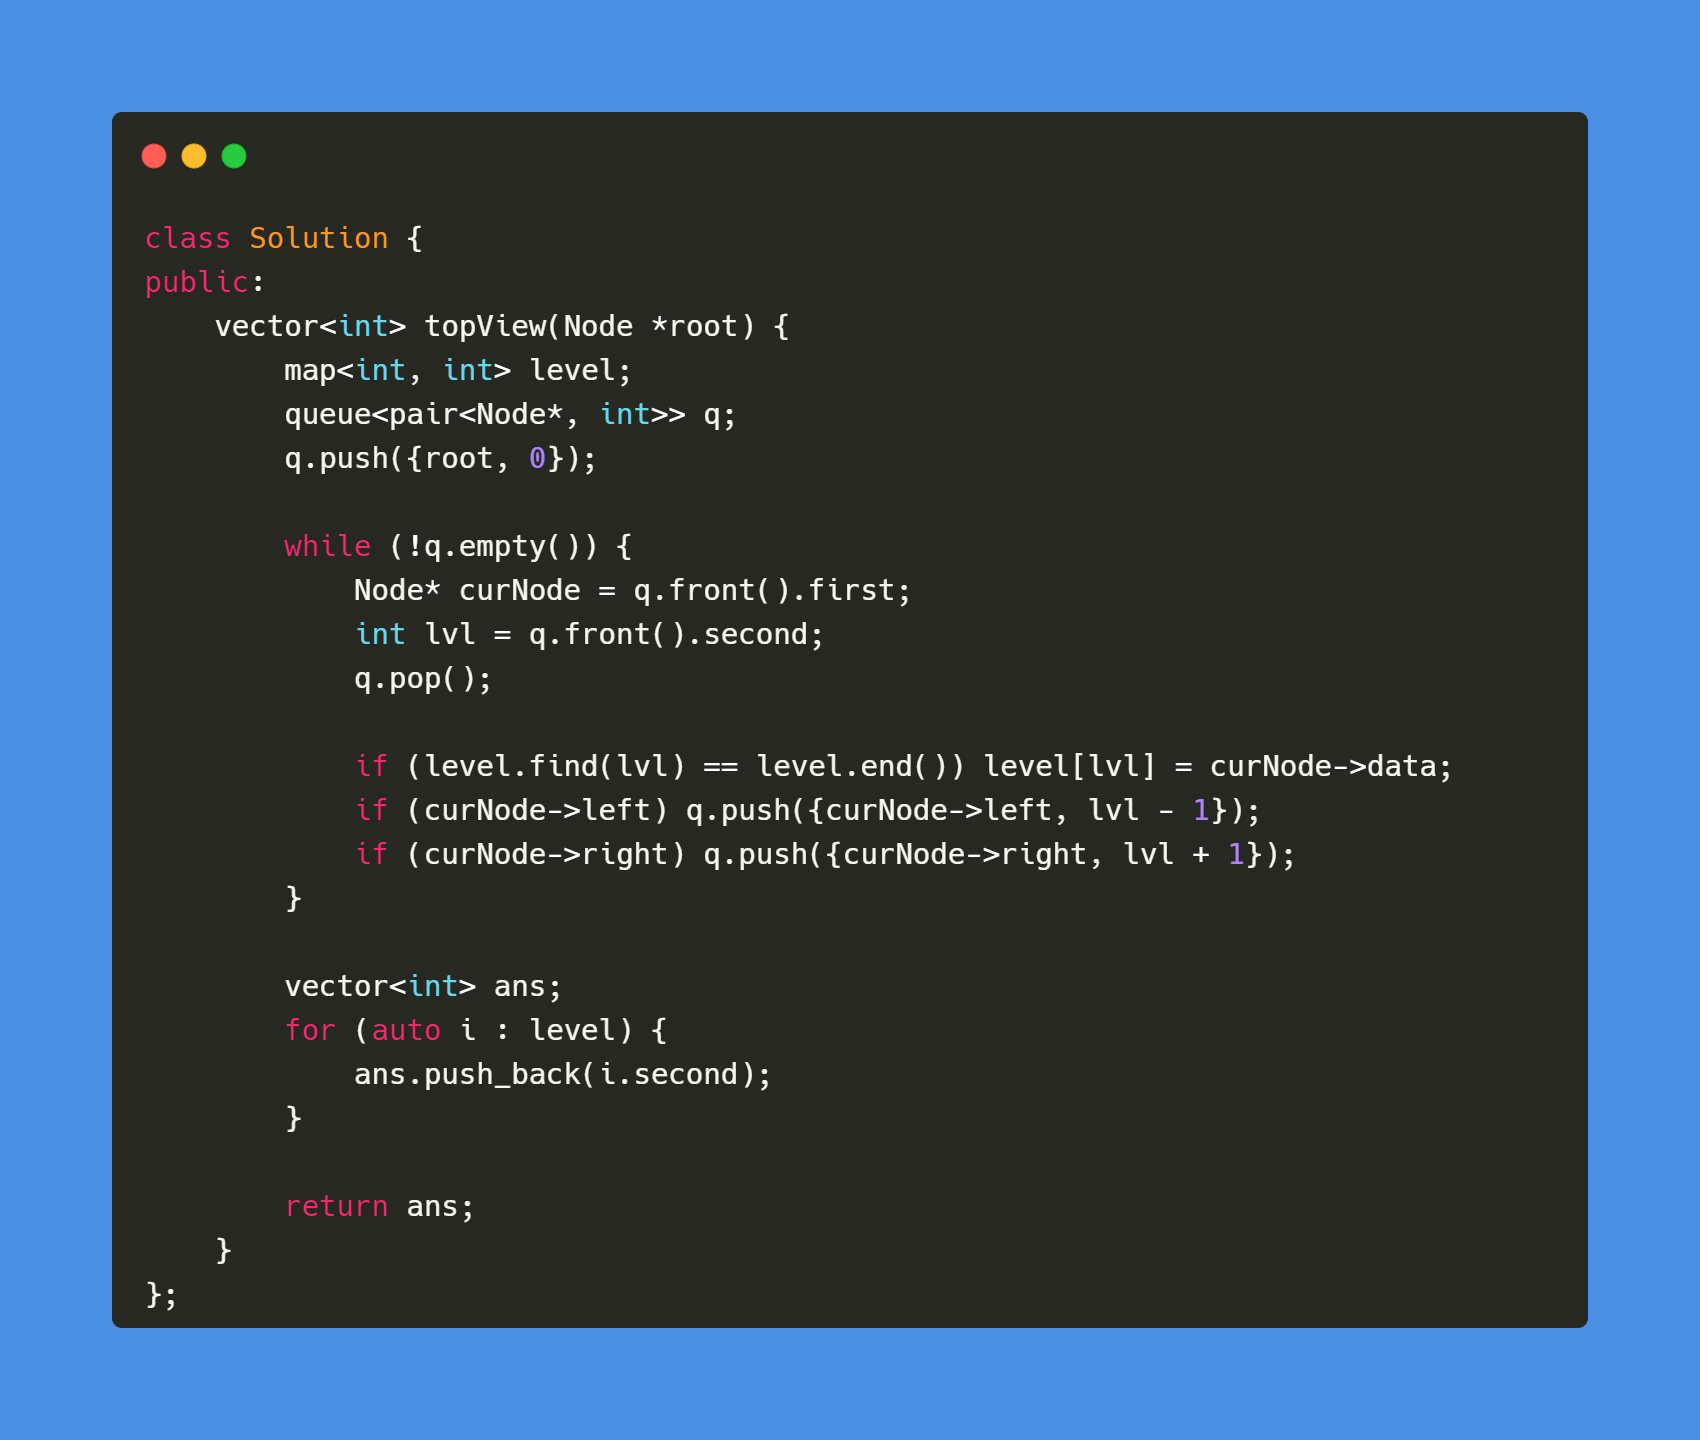 class Solution {
public:
    vector<int> topView(Node *root) {
        map<int, int> level;
        queue<pair<Node*, int>> q;
        q.push({root, 0});

        while (!q.empty()) {
            Node* curNode = q.front().first;
            int lvl = q.front().second;
            q.pop();

            if (level.find(lvl) == level.end()) level[lvl] = curNode->data;
            if (curNode->left) q.push({curNode->left, lvl - 1});
            if (curNode->right) q.push({curNode->right, lvl + 1});
        }

        vector<int> ans;
        for (auto i : level) {
            ans.push_back(i.second);
        }

        return ans;
    }
};